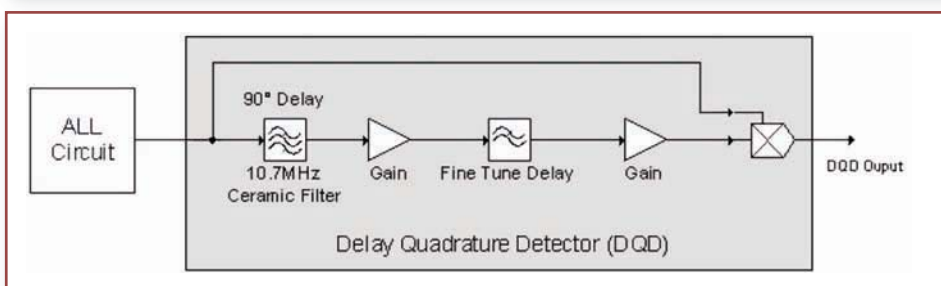 ALL
Circuit
90° Delay
10.7MHz
Ceramic Filter
Gain
Fine Tune Delay
Gain
DQD Ouput
Delay Quadrature Detector (DQD)